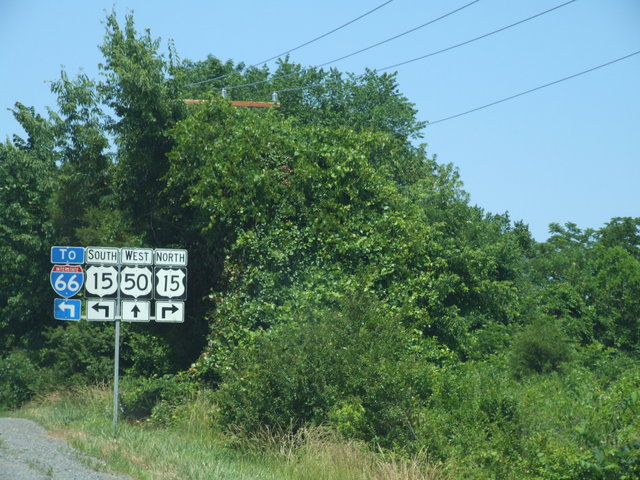 TO SOUTH WEST NORTH
INTERSTATE
66 15 50 15